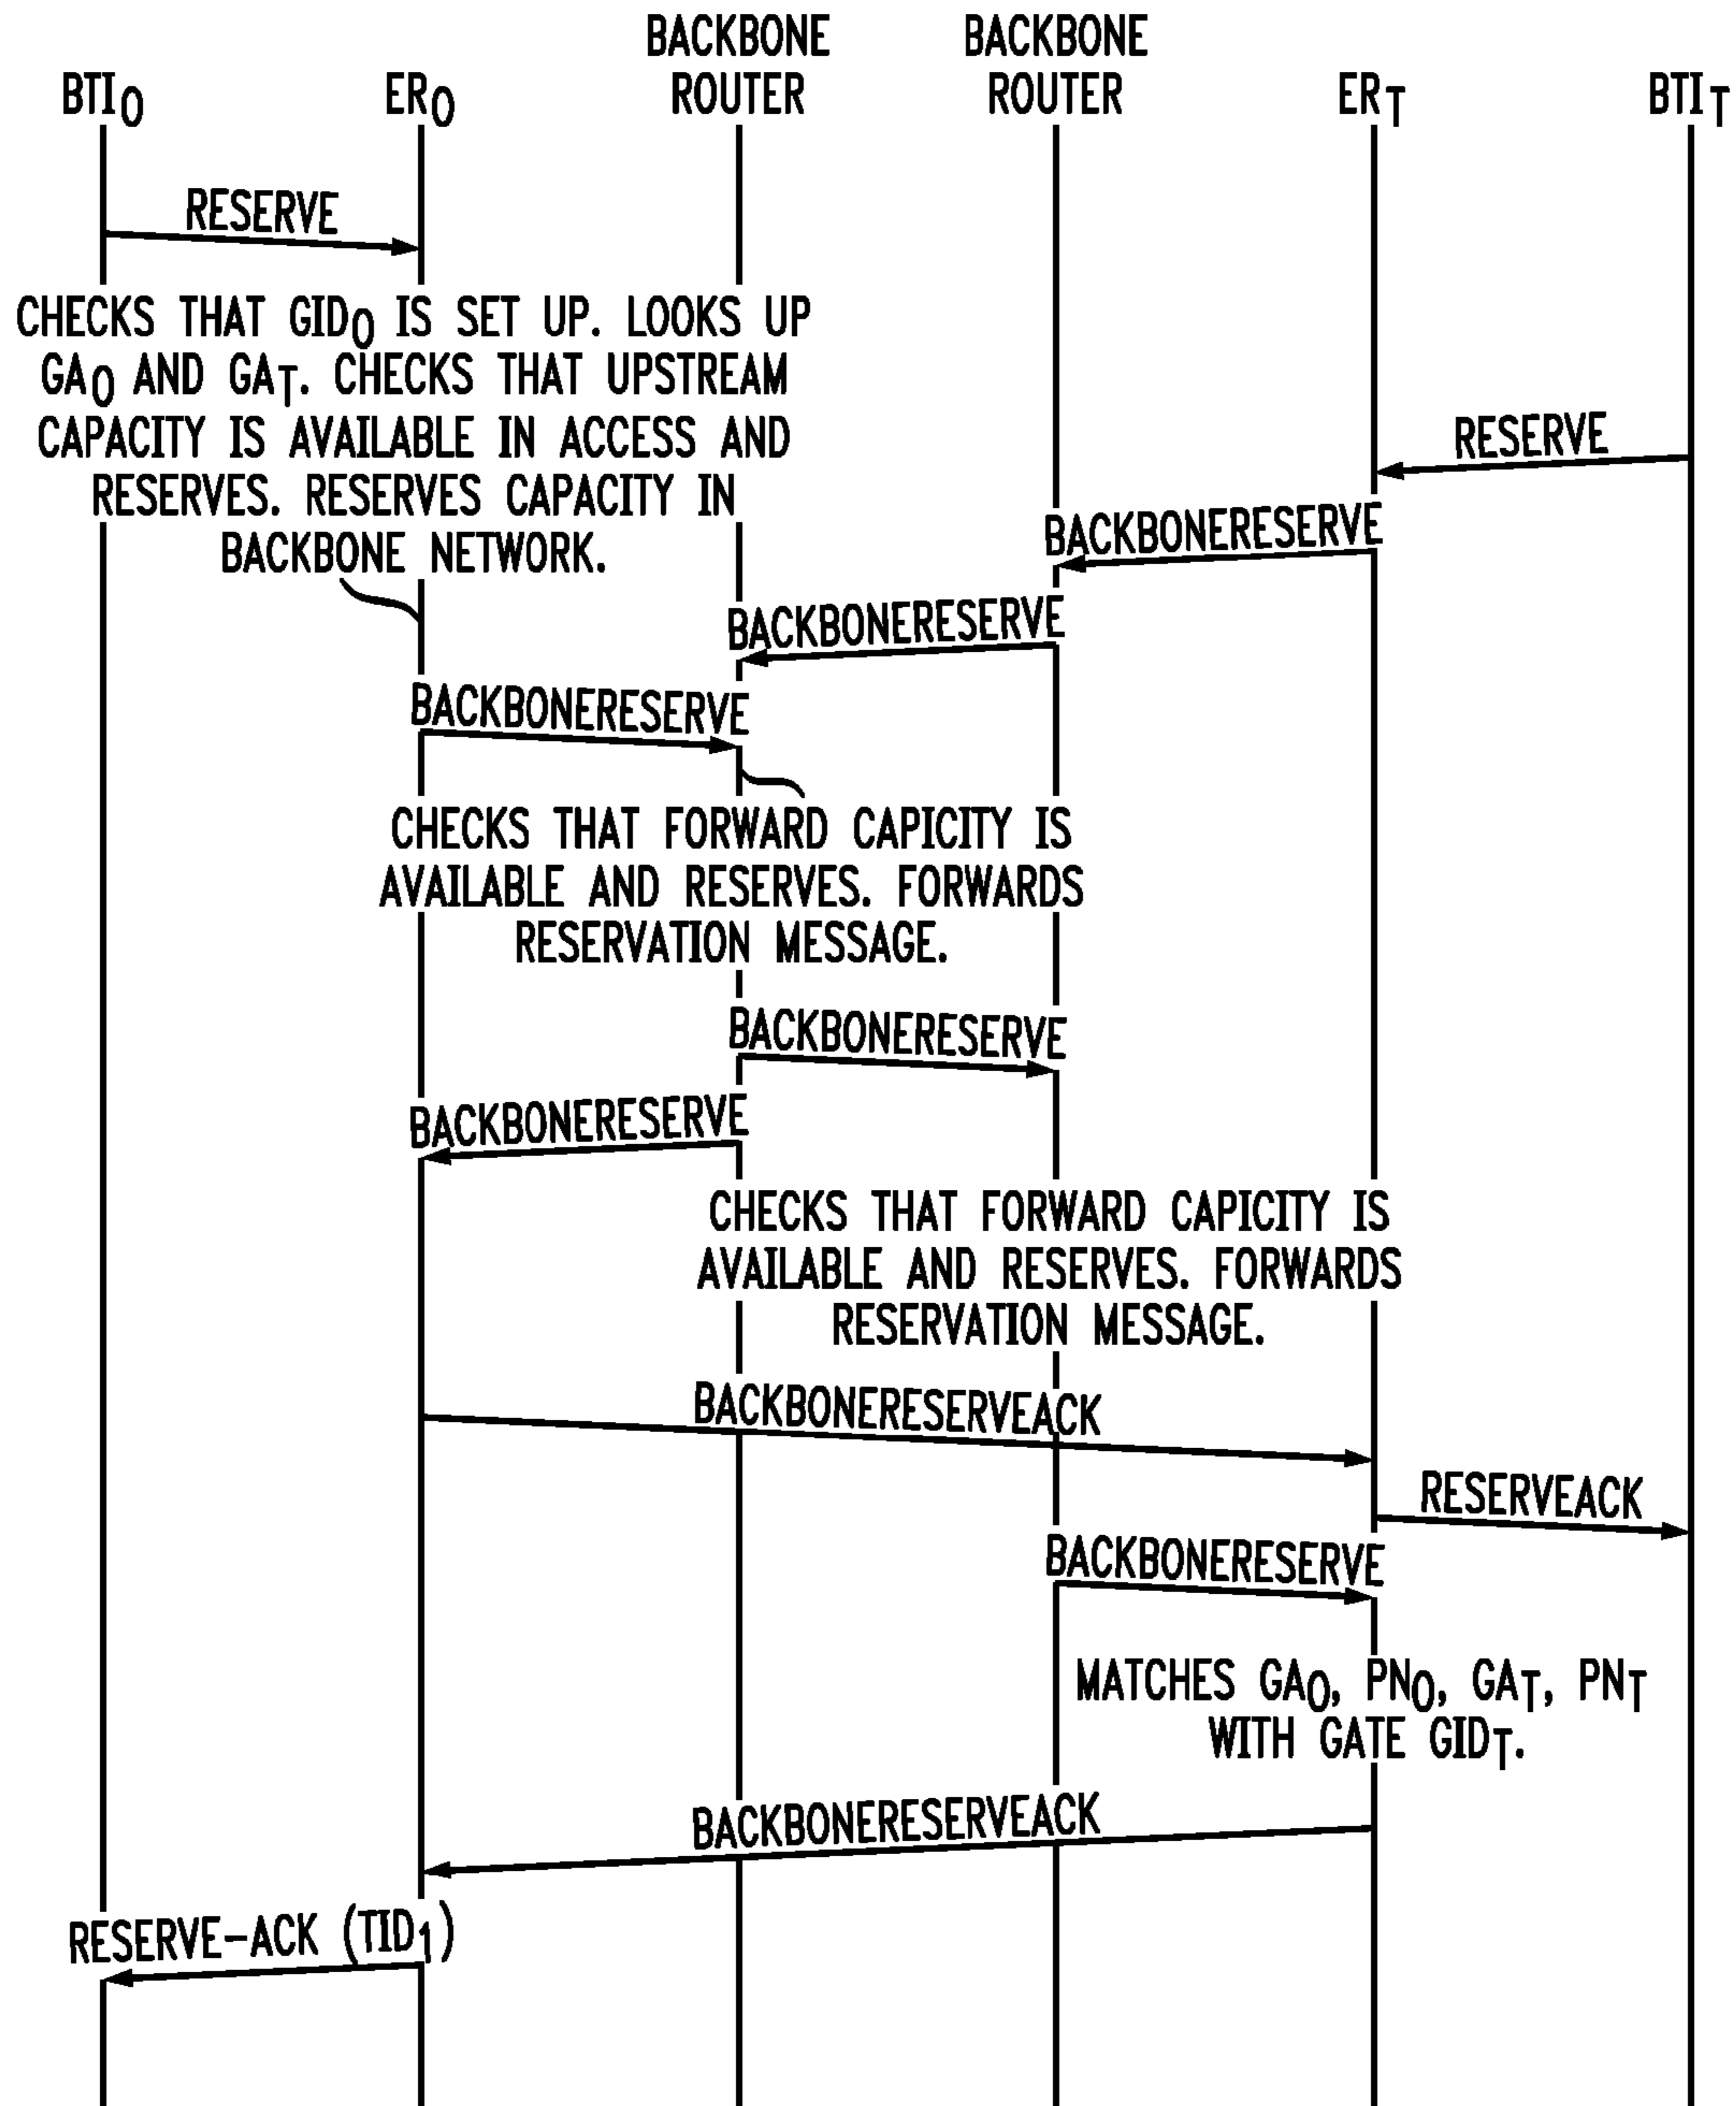 BACKBONE ROUTER
BACKBONE ROUTER
BTIO
ERO
ERT
BTIT
RESERVE
CHECKS THAT GIDO IS SET UP. LOOKS UP
GAO AND GAT. CHECKS THAT UPSTREAM
CAPACITY IS AVAILABLE IN ACCESS AND
RESERVES. RESERVES CAPACITY IN
BACKBONE NETWORK.
RESERVE
BACKBONERESERVE
BACKBONERESERVE
BACKBONERESERVE
CHECKS THAT FORWARD CAPICITY IS
AVAILABLE AND RESERVES. FORWARDS
RESERVATION MESSAGE.
BACKBONERESERVE
BACKBONERESERVE
CHECKS THAT FORWARD CAPICITY IS
AVAILABLE AND RESERVES. FORWARDS
RESERVATION MESSAGE.
BACKBONERESERVEACK
RESERVEACK
BACKBONERESERVE
MATCHES GAO, PNO, GAT, PNT
WITH GATE GIDT.
BACKBONERESERVEACK
RESERVE-ACK (TID1)